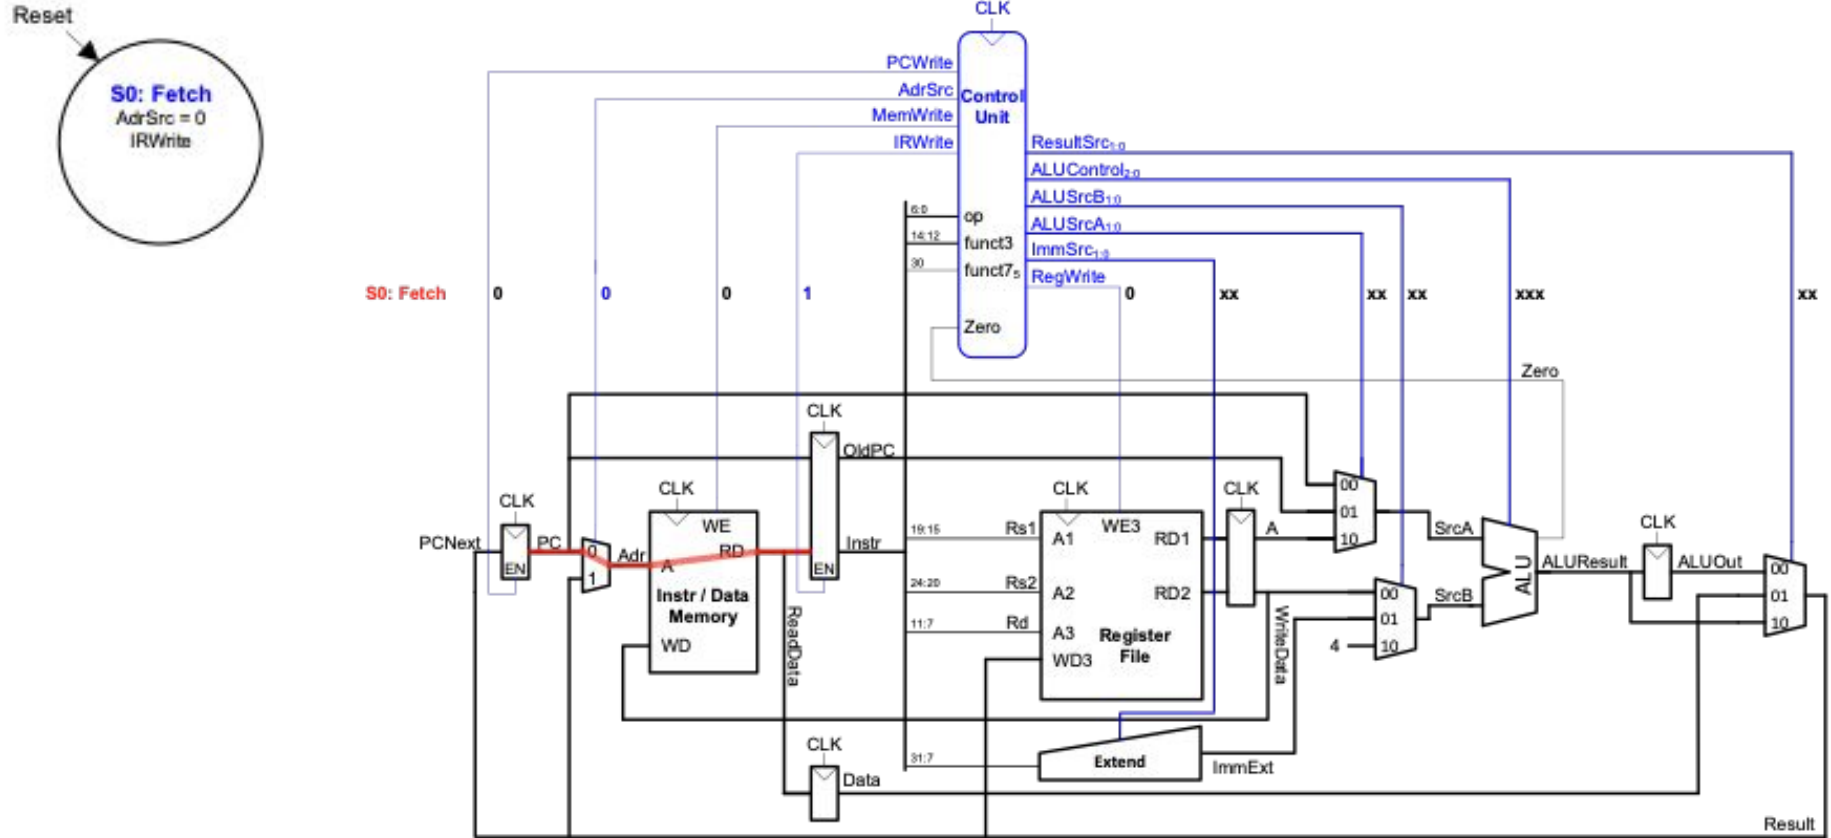 Reset
S0: Fetch
AdrSrc = 0
IRWrite
CLK
PCWrite
AdrSrc
MemWrite
IRWrite
Control
Unit
ResultSrc1:0
ALUControl2:0
ALUSrcB1:0
ALUSrcA1:0
ImmSrc1:0
RegWrite
6:0 op
14:12 funct3
30 funct75
Zero
S0: Fetch 0 0 0 1 0 xx xx xx xxx xx
Zero
CLK
OldPC
CLK
CLK
CLK
CLK
CLK
PCNext
PC
EN
0
1
Adr
WE
RD
A
Instr / Data
Memory
WD
EN
Instr
ReadData
19:15 Rs1 A1
24:20 Rs2 A2
11:7 Rd A3
WD3
WE3
RD1
RD2
Register
File
A
WriteData
00
01
10
SrcA
00
01
4 10
SrcB
ALU
ALUResult
ALUOut
00
01
10
31:7
Extend
ImmExt
CLK
Data
Result